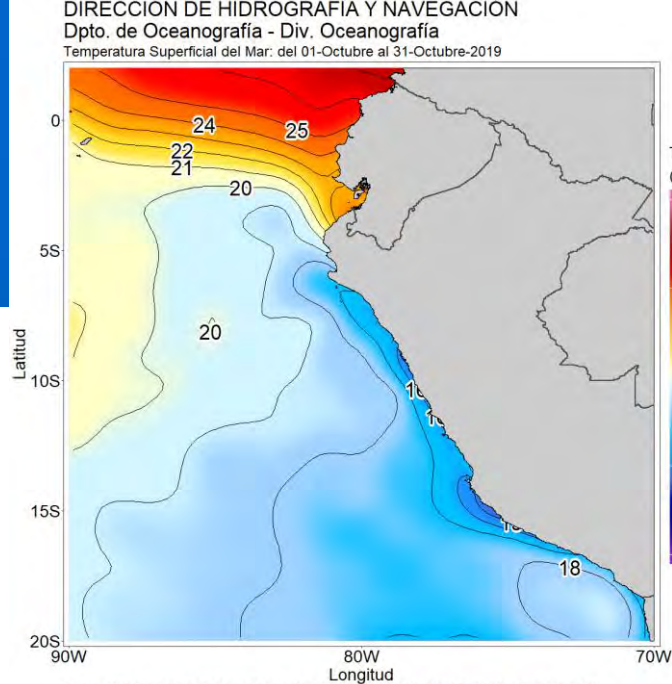 DIRECCION DE HIDROGRAFIA Y NAVEGACION
Dpto. de Oceanografía - Div. Oceanografía
Temperatura Superficial del Mar: del 01-Octubre al 31-Octubre-2019
0
24
25
22
21
20
5S
20
Latitud
10S
15S
18
20S
90W
80W
70W
Longitud